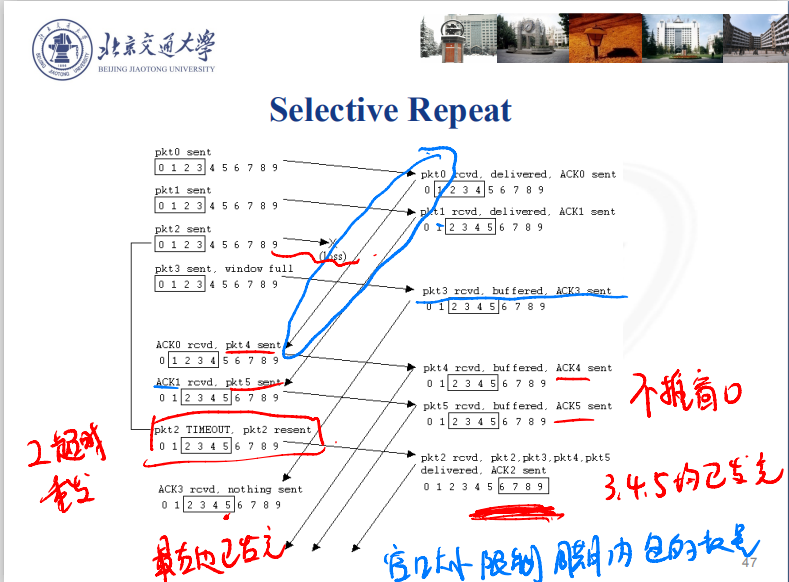 北京交通大学
BEIJING JIAOTONG UNIVERSITY
Selective Repeat
pkt0 sent
0 1 2 3 4 5 6 7 8 9
pkt0 rcvd, delivered, ACK0 sent
0 1 2 3 4 5 6 7 8 9
pkt1 sent
0 1 2 3 4 5 6 7 8 9
pkt1 rcvd, delivered, ACK1 sent
0 1 2 3 4 5 6 7 8 9
pkt2 sent
0 1 2 3 4 5 6 7 8 9
X
(loss)
pkt3 sent, window full
0 1 2 3 4 5 6 7 8 9
pkt3 rcvd, buffered, ACK3 sent
0 1 2 3 4 5 6 7 8 9
ACK0 rcvd, pkt4 sent
0 1 2 3 4 5 6 7 8 9
pkt4 rcvd, buffered, ACK4 sent
0 1 2 3 4 5 6 7 8 9
ACK1 rcvd, pkt5 sent
0 1 2 3 4 5 6 7 8 9
pkt5 rcvd, buffered, ACK5 sent
0 1 2 3 4 5 6 7 8 9
不推窗口
pkt2 TIMEOUT, pkt2 resent
0 1 2 3 4 5 6 7 8 9
2超时
重发
pkt2 rcvd, pkt2,pkt3,pkt4,pkt5
delivered, ACK2 sent
0 1 2 3 4 5 6 7 8 9
3.4.5均已发完
ACK3 rcvd, nothing sent
0 1 2 3 4 5 6 7 8 9
已发完
窗口大小限制周期内包的数量
47